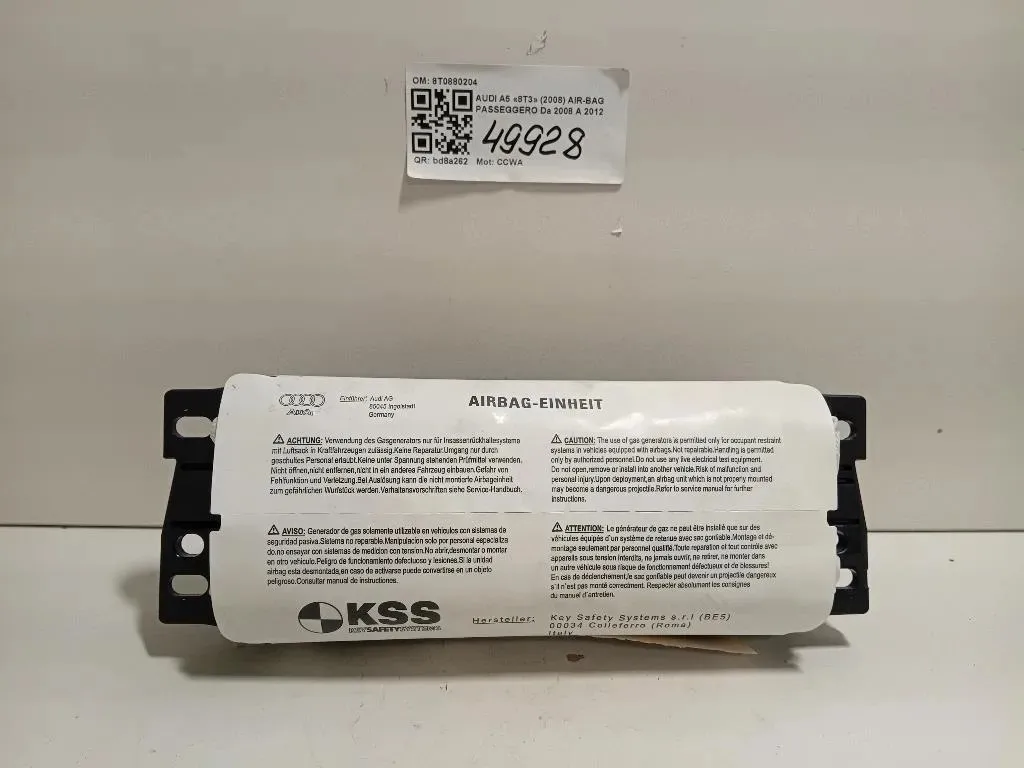 OM: 8T0880204
AUDI A5 «8T3» (2008) AIR-BAG
PASSEGGERO Da 2008 A 2012
49928
QR: bd8a262 Mot: CCWA
Audi
Einführer: Audi AG
85045 Ingolstadt
Germany
AIRBAG-EINHEIT
ACHTUNG: Verwendung des Gasgenerators nur für Insassenrückhaltesysteme
mit Luftsack in Kraftfahrzeugen zulässig.Keine Reparatur.Umgang nur durch
geschultes Personal erlaubt.Keine unter Spannung stehenden Prüfmittel verwenden.
Nicht öffnen,nicht entfernen,nicht in ein anderes Fahrzeug einbauen.Gefahr von
Fehlfunktion und Verletzung.Bei Auslösung kann die nicht montierte Airbageinheit
zum gefährlichen Wurfstück werden.Verhaltensvorschriften siehe Service-Handbuch.
CAUTION: The use of gas generators is permitted only for occupant restraint
systems in vehicles equipped with airbags.Not repairable.Handling is permitted
only by authorized personnel.Do not use any live electrical test equipment.
Do not open,remove or install into another vehicle.Risk of malfunction and
personal injury.Upon deployment,an airbag unit which is not properly mounted
may become a dangerous projectile.Refer to service manual for further
instructions.
AVISO: Generador de gas solamente utilizable en vehículos con sistemas de
seguridad pasiva.Sistema no reparable.Manipulacion solo por personal especializa
do.no ensayar con sistemas de medicion con tension.No abrir,desmontar o montar
en otro vehículo.Peligro de funcionamiento defectuoso y lesiones.Si la unidad
airbag esta desmontada,en caso de activarse puede convertirse en un objeto
peligroso.Consultar manual de instrucciones.
ATTENTION: Le générateur de gaz ne peut être installé que sur des
véhicules équipés d'un système de retenue avec sac gonflable.Montage et dé-
montage seulement par personnel qualifié.Toute reparation et tout contrôle avec
appareils sous tension interdits, ne jamais ouvrir, ne retirer, ne monter dans
un autre véhicule sous risque de fonctionnement défectueux et de blessures!
En cas de déclenchement,le sac gonflable peut devenir un projectile dangereux
s'il n'est pas monté correctement. Respecter absolument les consignes
du manuel d'entretien.
KSS
KEY SAFETY SYSTEMS
Hersteller: Key Safety Systems s.r.l (BES)
00034 Colleferro (Roma)
Italy